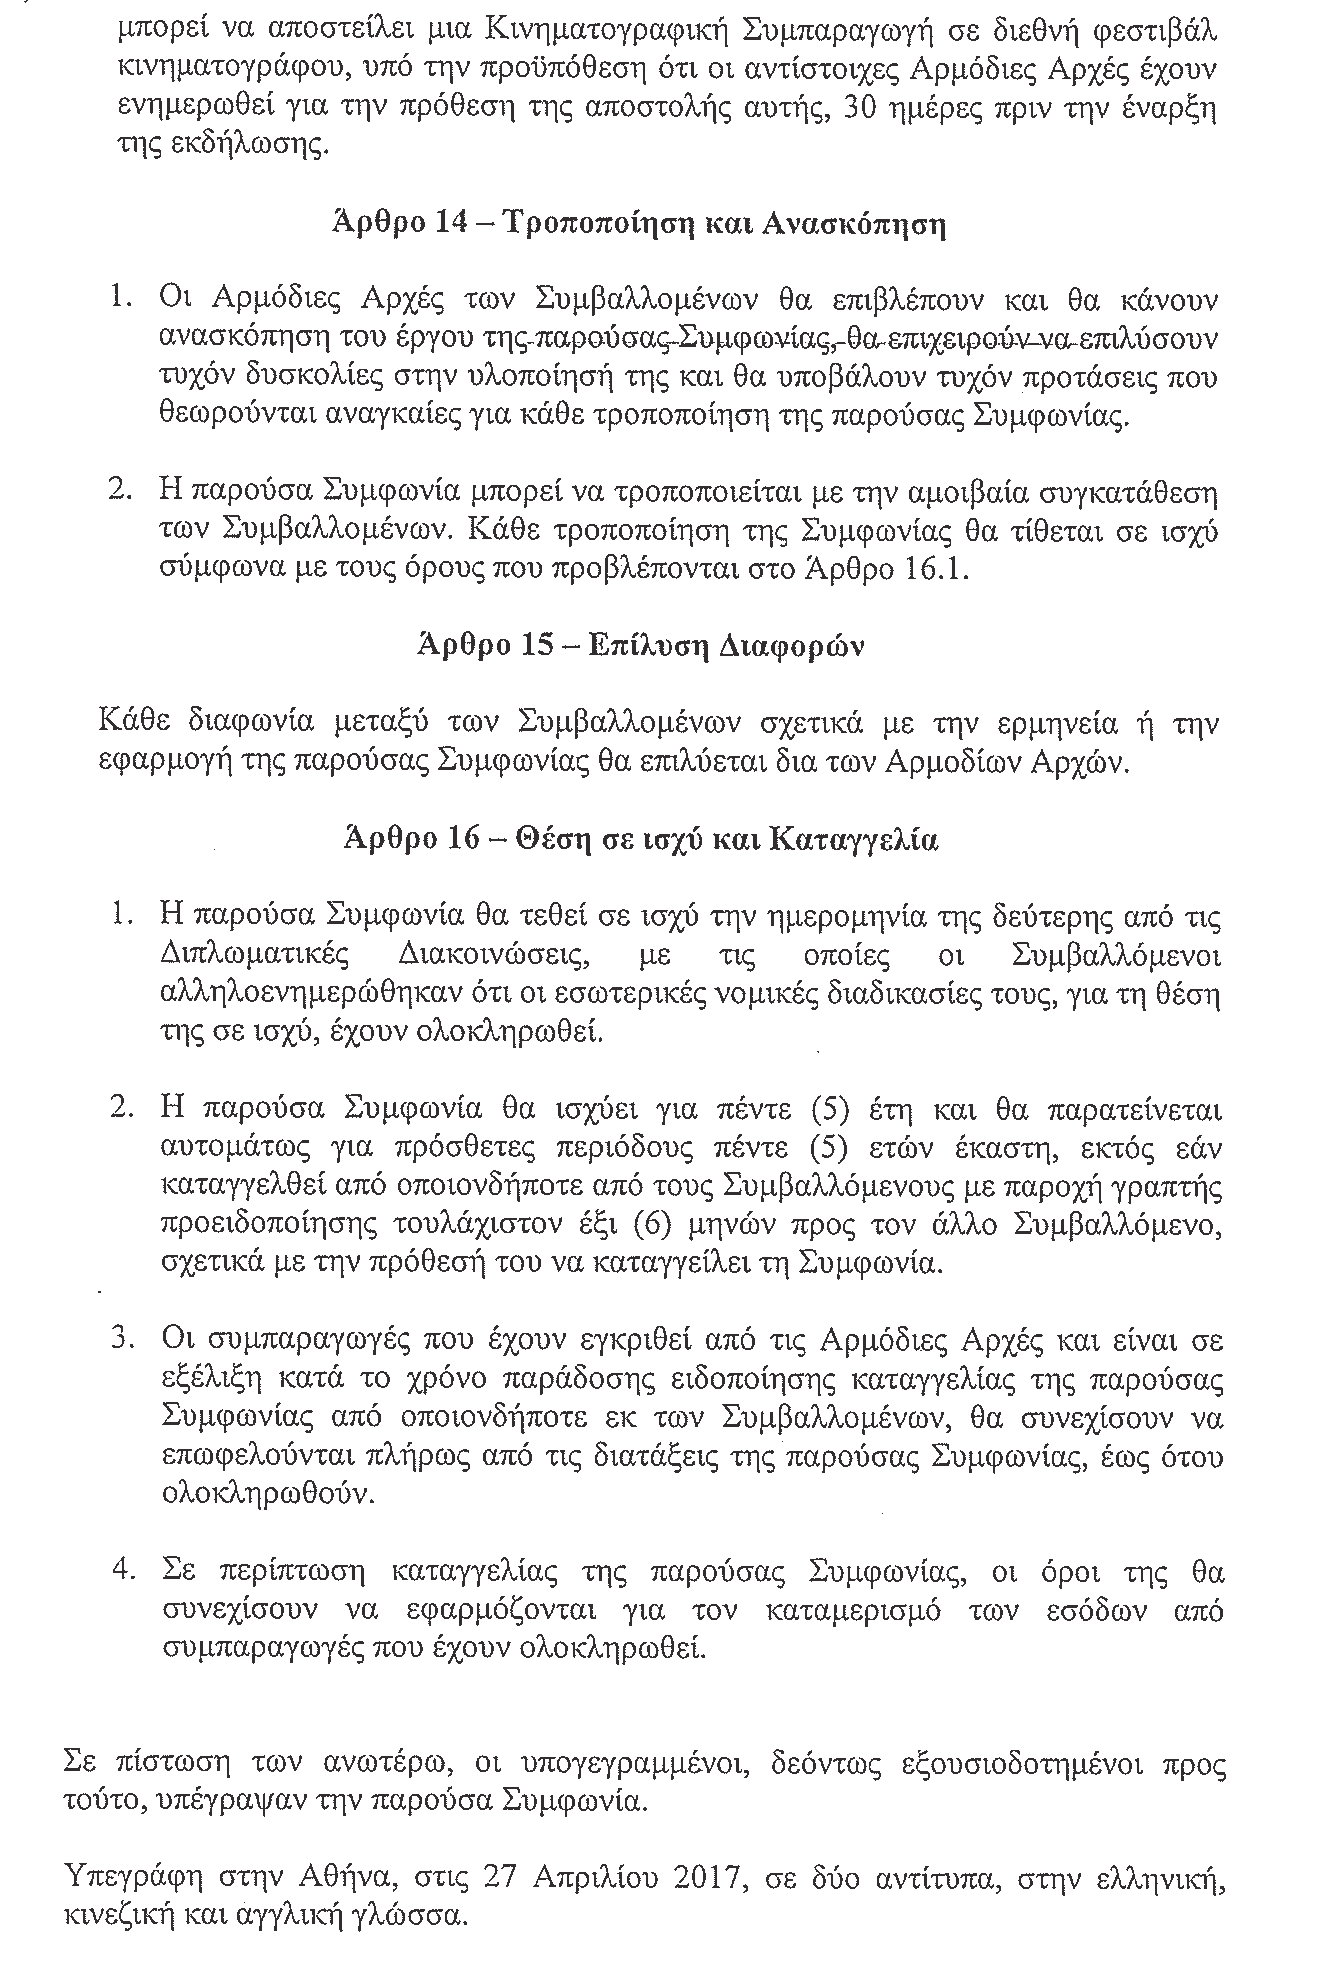 μπορεί να αποστείλει μια Κινηματογραφική Συμπαραγωγή σε διεθνή φεστιβάλ
κινηματογράφου, υπό την προϋπόθεση ότι οι αντίστοιχες Αρμόδιες Αρχές έχουν
ενημερωθεί για την πρόθεση της αποστολής αυτής, 30 ημέρες πριν την έναρξη
της εκδήλωσης.
Άρθρο 14 – Τροποποίηση και Ανασκόπηση
1. Οι Αρμόδιες Αρχές των Συμβαλλομένων θα επιβλέπουν και θα κάνουν
ανασκόπηση του έργου της παρούσας Συμφωνίας, θα επιχειρούν να επιλύσουν
τυχόν δυσκολίες στην υλοποίησή της και θα υποβάλουν τυχόν προτάσεις που
θεωρούνται αναγκαίες για κάθε τροποποίηση της παρούσας Συμφωνίας.
2. Η παρούσα Συμφωνία μπορεί να τροποποιείται με την αμοιβαία συγκατάθεση
των Συμβαλλομένων. Κάθε τροποποίηση της Συμφωνίας θα τίθεται σε ισχύ
σύμφωνα με τους όρους που προβλέπονται στο Άρθρο 16.1.
Άρθρο 15 – Επίλυση Διαφορών
Κάθε διαφωνία μεταξύ των Συμβαλλομένων σχετικά με την ερμηνεία ή την
εφαρμογή της παρούσας Συμφωνίας θα επιλύεται δια των Αρμοδίων Αρχών.
Άρθρο 16 – Θέση σε ισχύ και Καταγγελία
1. Η παρούσα Συμφωνία θα τεθεί σε ισχύ την ημερομηνία της δεύτερης από τις
Διπλωματικές Διακοινώσεις, με τις οποίες οι Συμβαλλόμενοι
αλληλοενημερώθηκαν ότι οι εσωτερικές νομικές διαδικασίες τους, για τη θέση
της σε ισχύ, έχουν ολοκληρωθεί.
2. Η παρούσα Συμφωνία θα ισχύει για πέντε (5) έτη και θα παρατείνεται
αυτομάτως για πρόσθετες περιόδους πέντε (5) ετών έκαστη, εκτός εάν
καταγγελθεί από οποιονδήποτε από τους Συμβαλλόμενους με παροχή γραπτής
προειδοποίησης τουλάχιστον έξι (6) μηνών προς τον άλλο Συμβαλλόμενο,
σχετικά με την πρόθεσή του να καταγγείλει τη Συμφωνία.
3. Οι συμπαραγωγές που έχουν εγκριθεί από τις Αρμόδιες Αρχές και είναι σε
εξέλιξη κατά το χρόνο παράδοσης ειδοποίησης καταγγελίας της παρούσας
Συμφωνίας από οποιονδήποτε εκ των Συμβαλλομένων, θα συνεχίσουν να
επωφελούνται πλήρως από τις διατάξεις της παρούσας Συμφωνίας, έως ότου
ολοκληρωθούν.
4. Σε περίπτωση καταγγελίας της παρούσας Συμφωνίας, οι όροι της θα
συνεχίσουν να εφαρμόζονται για τον καταμερισμό των εσόδων από
συμπαραγωγές που έχουν ολοκληρωθεί.
Σε πίστωση των ανωτέρω, οι υπογεγραμμένοι, δεόντως εξουσιοδοτημένοι προς
τούτο, υπέγραψαν την παρούσα Συμφωνία.
Υπεγράφη στην Αθήνα, στις 27 Απριλίου 2017, σε δύο αντίτυπα, στην ελληνική,
κινεζική και αγγλική γλώσσα.